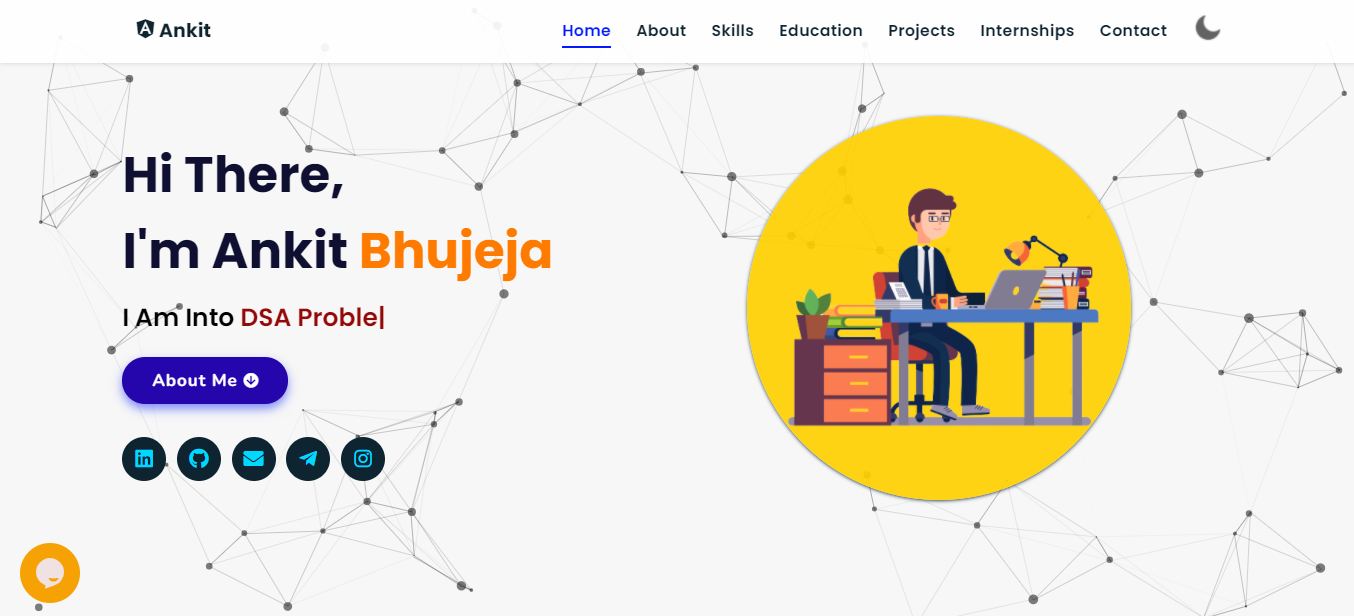 Ankit
Home About Skills Education Projects Internships Contact
Hi There,
I'm Ankit Bhujeja
I Am Into DSA Proble|
About Me